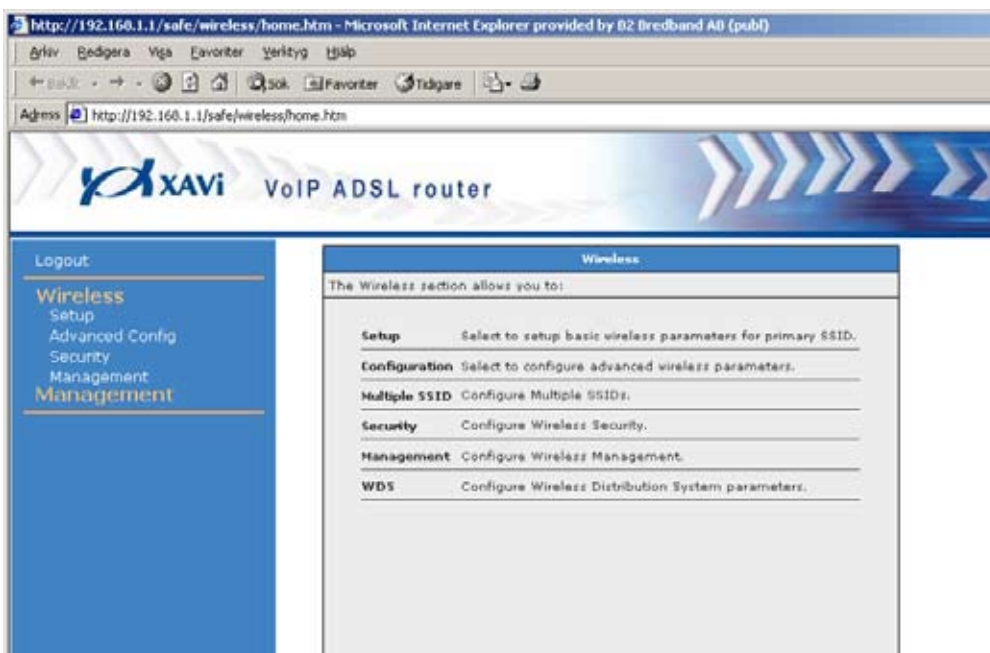 http://192.168.1.1/safe/wireless/home.htm - Microsoft Internet Explorer provided by B2 Bredband AB (publ)
Arkiv Redigera Visa Favoriter Verktyg Hjälp
Bakåt Sök Favoriter Tidigare
Adress http://192.168.1.1/safe/wireless/home.htm
XAVi VoIP ADSL router
Logout
Wireless
Setup
Advanced Config
Security
Management
Management
Wireless
The Wireless section allows you to:
Setup Select to setup basic wireless parameters for primary SSID.
Configuration Select to configure advanced wireless parameters.
Multiple SSID Configure Multiple SSIDs.
Security Configure Wireless Security.
Management Configure Wireless Management.
WDS Configure Wireless Distribution System parameters.